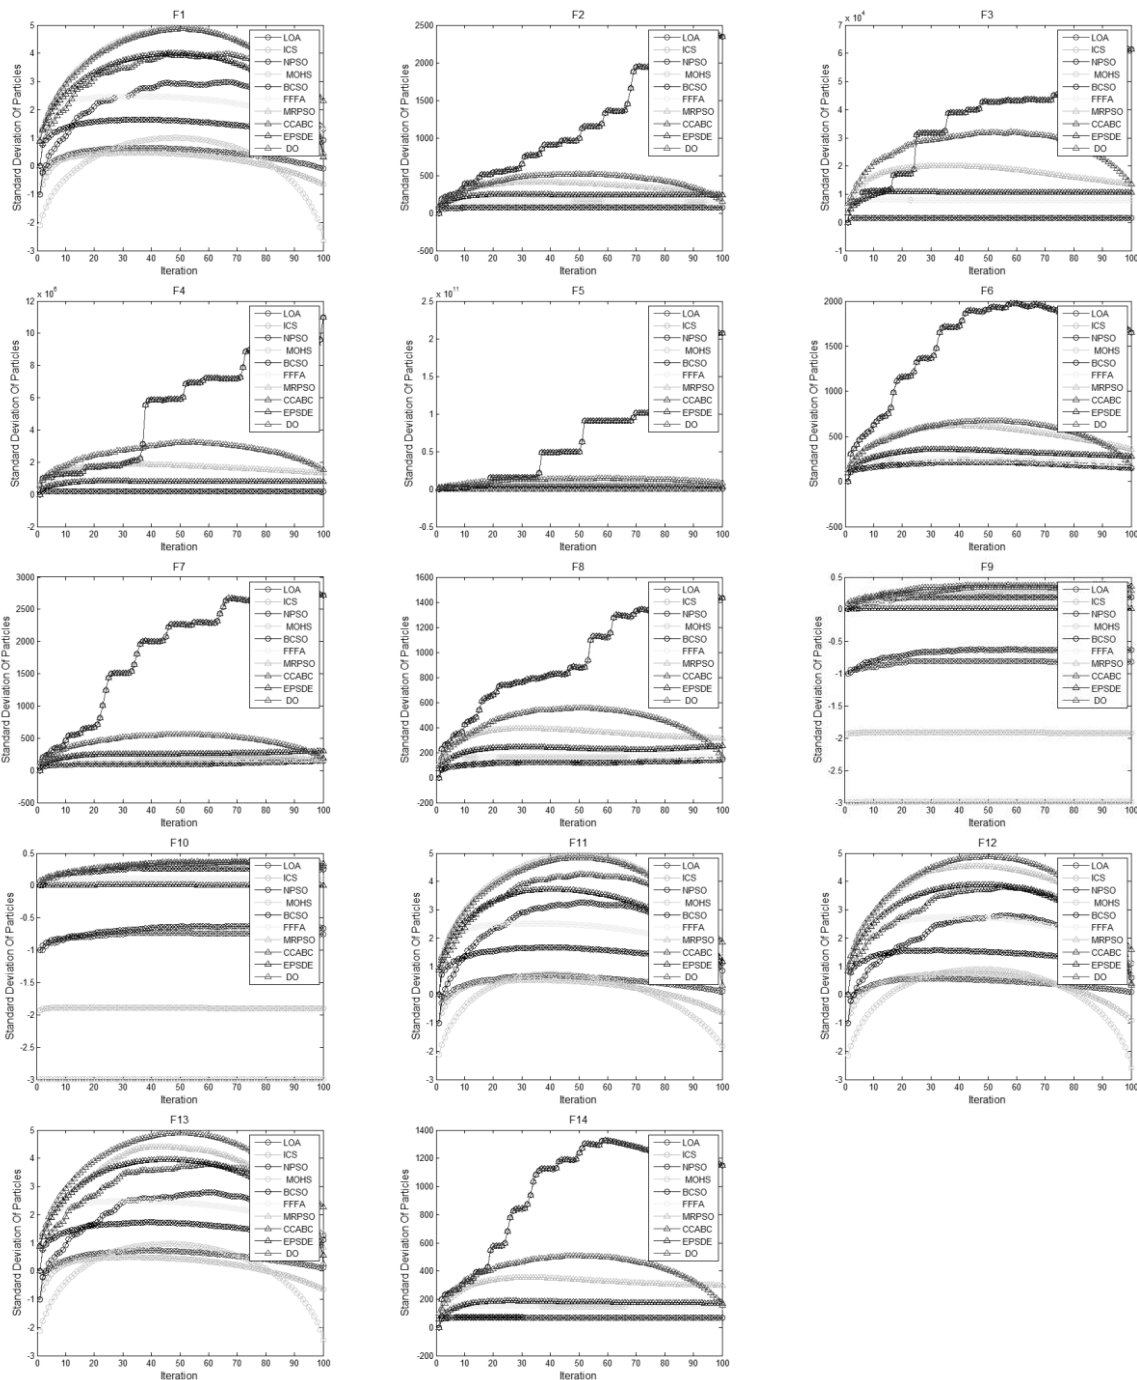 F1
Standard Deviation Of Particles
5
4
3
2
1
0
-1
-2
-3
0 10 20 30 40 50 60 70 80 90 100
Iteration
LOA
ICS
NPSO
MOHS
BCSO
FFFA
MRPSO
CCABC
EPSDE
DO
F2
Standard Deviation Of Particles
2500
2000
1500
1000
500
0
-500
0 10 20 30 40 50 60 70 80 90 100
Iteration
LOA
ICS
NPSO
MOHS
BCSO
FFFA
MRPSO
CCABC
EPSDE
DO
F3
x 10^4
Standard Deviation Of Particles
7
6
5
4
3
2
1
0
-1
0 10 20 30 40 50 60 70 80 90 100
Iteration
LOA
ICS
NPSO
MOHS
BCSO
FFFA
MRPSO
CCABC
EPSDE
DO
F4
x 10
Standard Deviation Of Particles
12
10
8
6
4
2
0
-2
0 10 20 30 40 50 60 70 80 90 100
Iteration
LOA
ICS
NPSO
MOHS
BCSO
FFFA
MRPSO
CCABC
EPSDE
DO
F5
x 10^11
Standard Deviation Of Particles
2.5
2
1.5
1
0.5
0
-0.5
0 10 20 30 40 50 60 70 80 90 100
Iteration
LOA
ICS
NPSO
MOHS
BCSO
FFFA
MRPSO
CCABC
EPSDE
DO
F6
Standard Deviation Of Particles
2000
1500
1000
500
0
-500
0 10 20 30 40 50 60 70 80 90 100
Iteration
LOA
ICS
NPSO
MOHS
BCSO
FFFA
MRPSO
CCABC
EPSDE
DO
F7
Standard Deviation Of Particles
3000
2500
2000
1500
1000
500
0
-500
0 10 20 30 40 50 60 70 80 90 100
Iteration
LOA
ICS
NPSO
MOHS
BCSO
FFFA
MRPSO
CCABC
EPSDE
DO
F8
Standard Deviation Of Particles
1600
1400
1200
1000
800
600
400
200
0
-200
0 10 20 30 40 50 60 70 80 90 100
Iteration
LOA
ICS
NPSO
MOHS
BCSO
FFFA
MRPSO
CCABC
EPSDE
DO
F9
Standard Deviation Of Particles
0.5
0
-0.5
-1
-1.5
-2
-2.5
-3
0 10 20 30 40 50 60 70 80 90 100
Iteration
LOA
ICS
NPSO
MOHS
BCSO
FFFA
MRPSO
CCABC
EPSDE
DO
F10
Standard Deviation Of Particles
0.5
0
-0.5
-1
-1.5
-2
-2.5
-3
0 10 20 30 40 50 60 70 80 90 100
Iteration
LOA
ICS
NPSO
MOHS
BCSO
FFFA
MRPSO
CCABC
EPSDE
DO
F11
Standard Deviation Of Particles
5
4
3
2
1
0
-1
-2
-3
0 10 20 30 40 50 60 70 80 90 100
Iteration
LOA
ICS
NPSO
MOHS
BCSO
FFFA
MRPSO
CCABC
EPSDE
DO
F12
Standard Deviation Of Particles
5
4
3
2
1
0
-1
-2
-3
0 10 20 30 40 50 60 70 80 90 100
Iteration
LOA
ICS
NPSO
MOHS
BCSO
FFFA
MRPSO
CCABC
EPSDE
DO
F13
Standard Deviation Of Particles
5
4
3
2
1
0
-1
-2
-3
0 10 20 30 40 50 60 70 80 90 100
Iteration
LOA
ICS
NPSO
MOHS
BCSO
FFFA
MRPSO
CCABC
EPSDE
DO
F14
Standard Deviation Of Particles
1400
1200
1000
800
600
400
200
0
-200
0 10 20 30 40 50 60 70 80 90 100
Iteration
LOA
ICS
NPSO
MOHS
BCSO
FFFA
MRPSO
CCABC
EPSDE
DO